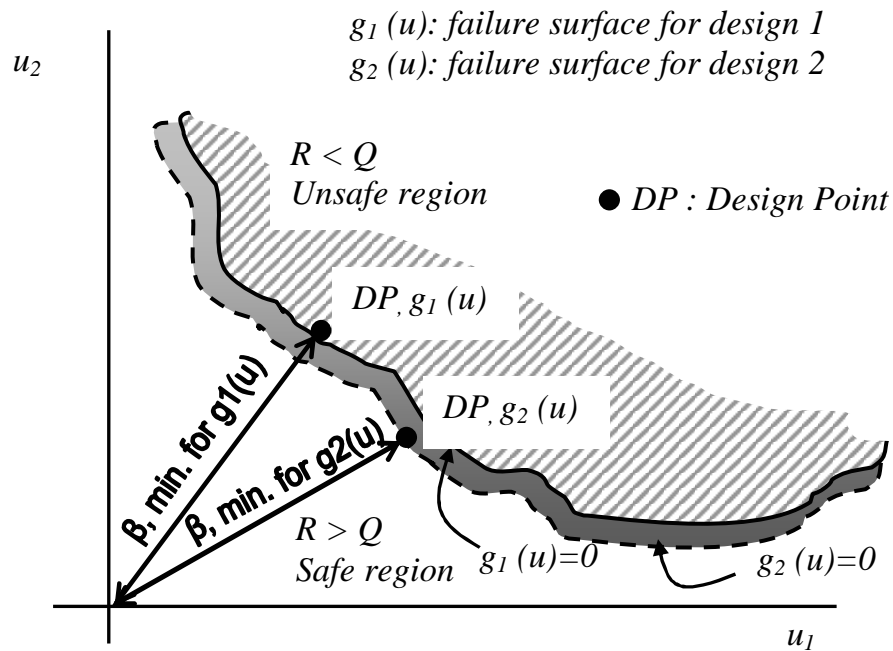 g1 (u): failure surface for design 1
g2 (u): failure surface for design 2
u2
R < Q
Unsafe region
DP : Design Point
DP, g1 (u)
DP, g2 (u)
β, min. for g1(u)
β, min. for g2(u)
R > Q
Safe region
g1 (u)=0
g2 (u)=0
u1